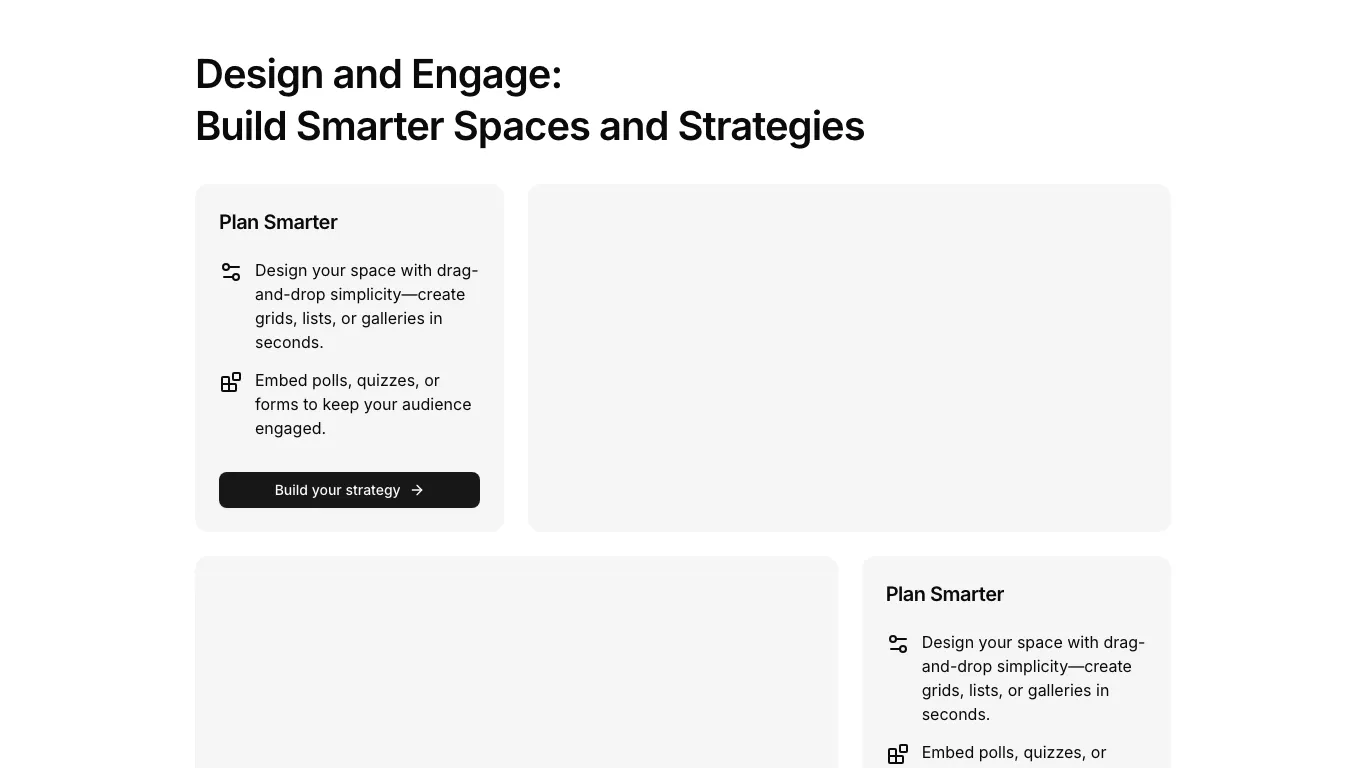 Design and Engage:
Build Smarter Spaces and Strategies
Plan Smarter
Design your space with drag-
and-drop simplicity—create
grids, lists, or galleries in
seconds.
Embed polls, quizzes, or
forms to keep your audience
engaged.
Build your strategy
Plan Smarter
Design your space with drag-
and-drop simplicity—create
grids, lists, or galleries in
seconds.
Embed polls, quizzes, or